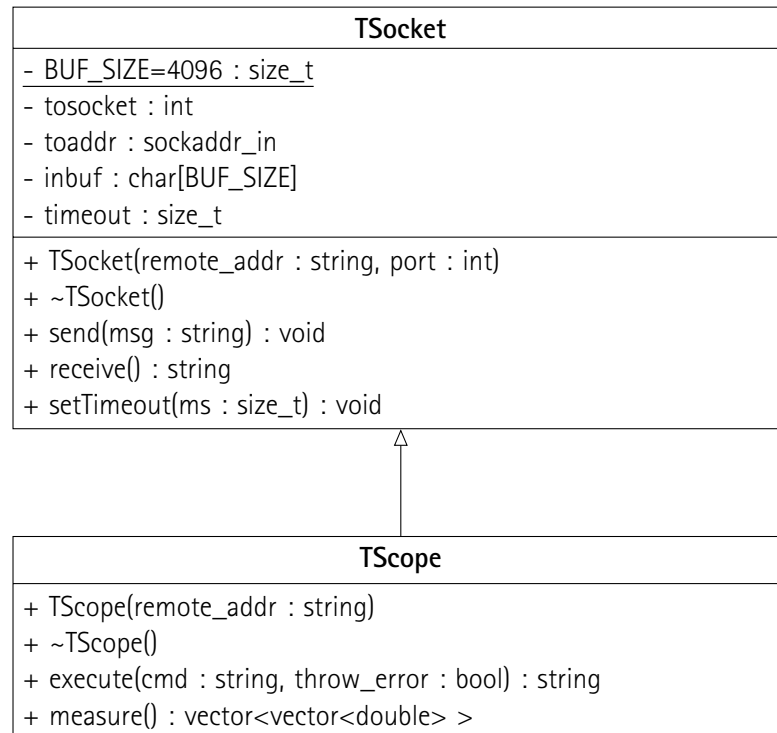 TSocket
- BUF_SIZE=4096 : size_t
- tosocket : int
- toaddr : sockaddr_in
- inbuf : char[BUF_SIZE]
- timeout : size_t
+ TSocket(remote_addr : string, port : int)
+ ~TSocket()
+ send(msg : string) : void
+ receive() : string
+ setTimeout(ms : size_t) : void
TScope
+ TScope(remote_addr : string)
+ ~TScope()
+ execute(cmd : string, throw_error : bool) : string
+ measure() : vector<vector<double> >